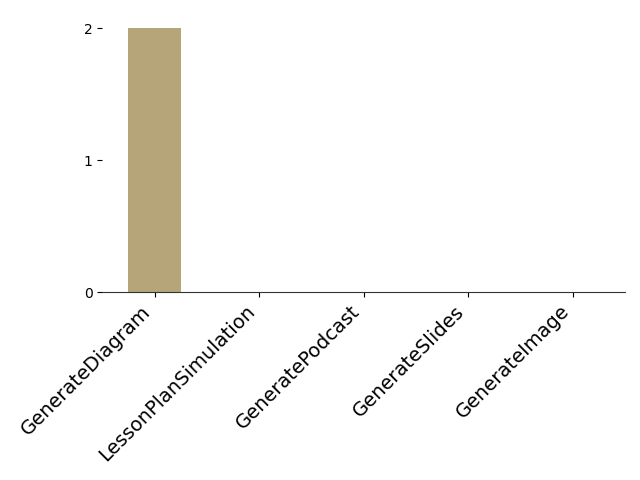 2
1
0
GenerateDiagram
LessonPlanSimulation
GeneratePodcast
GenerateSlides
GenerateImage